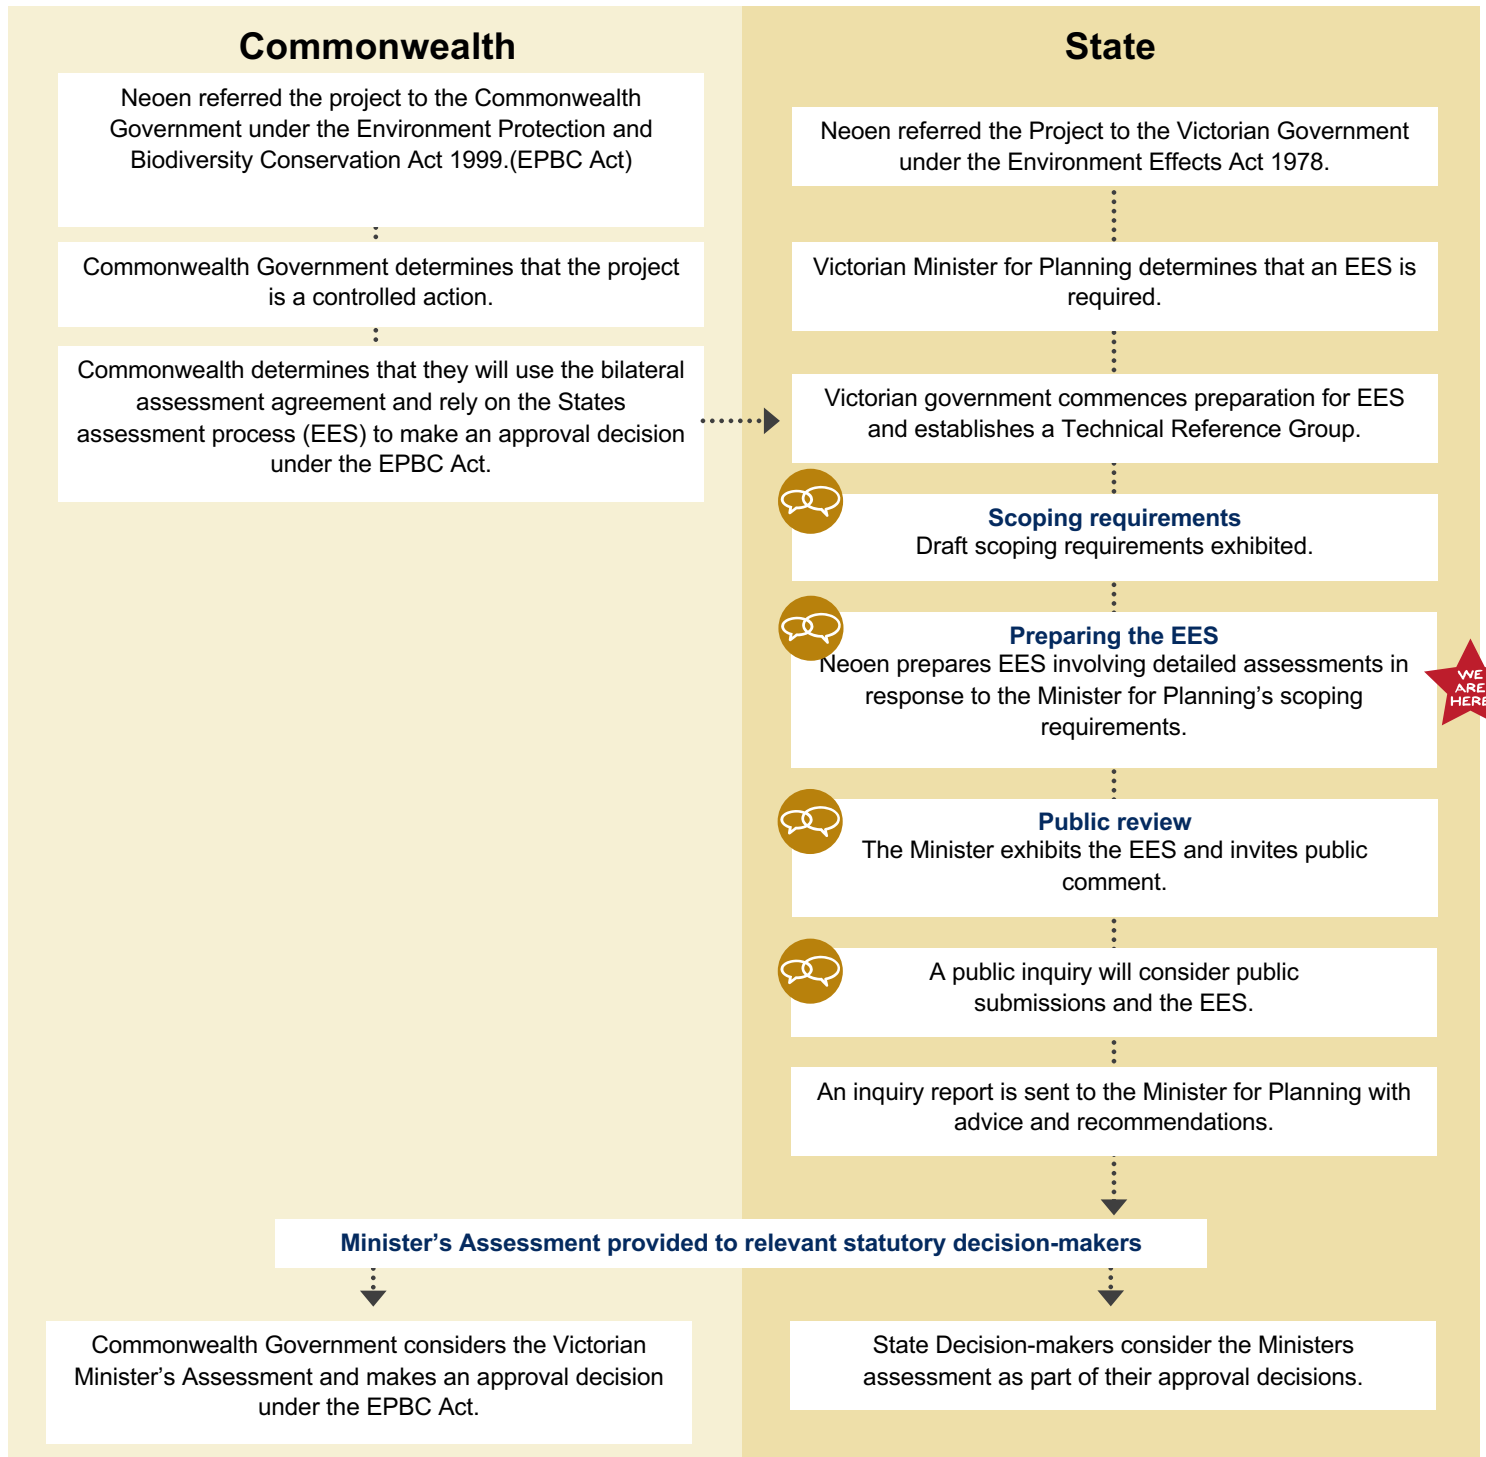 Commonwealth
Neoen referred the project to the Commonwealth
Government under the Environment Protection and
Biodiversity Conservation Act 1999.(EPBC Act)
Commonwealth Government determines that the project
is a controlled action.
Commonwealth determines that they will use the bilateral
assessment agreement and rely on the States
assessment process (EES) to make an approval decision
under the EPBC Act.
State
Neoen referred the Project to the Victorian Government
under the Environment Effects Act 1978.
Victorian Minister for Planning determines that an EES is
required.
Victorian government commences preparation for EES
and establishes a Technical Reference Group.
Scoping requirements
Draft scoping requirements exhibited.
Preparing the EES
Neoen prepares EES involving detailed assessments in
response to the Minister for Planning’s scoping
requirements.
WE
ARE
HERE
Public review
The Minister exhibits the EES and invites public
comment.
A public inquiry will consider public
submissions and the EES.
An inquiry report is sent to the Minister for Planning with
advice and recommendations.
Minister’s Assessment provided to relevant statutory decision-makers
Commonwealth Government considers the Victorian
Minister’s Assessment and makes an approval decision
under the EPBC Act.
State Decision-makers consider the Ministers
assessment as part of their approval decisions.